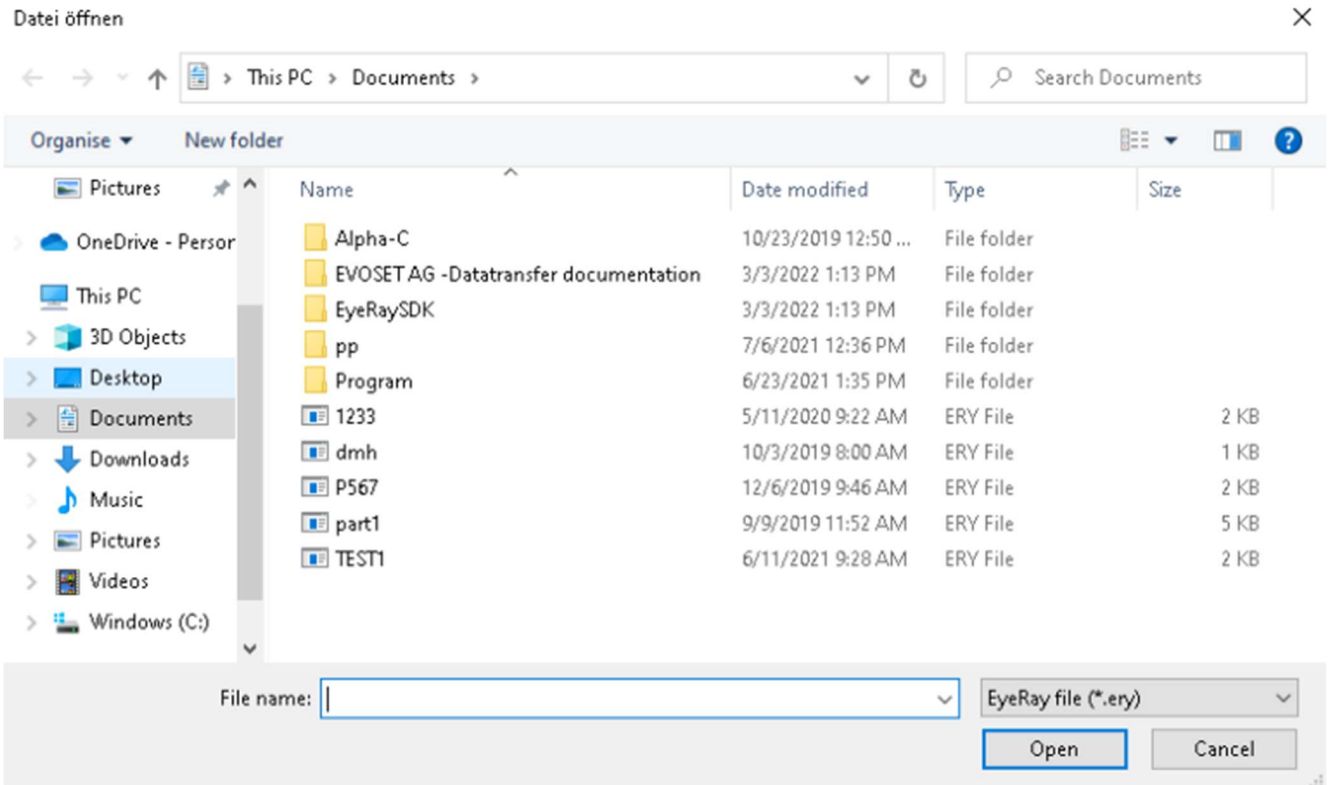 Datei öffnen
This PC > Documents >
Search Documents
Organise New folder
Name Date modified Type Size
Pictures
OneDrive - Person
This PC
3D Objects
Desktop
Documents
Downloads
Music
Pictures
Videos
Windows (C:)
Alpha-C 10/23/2019 12:50 ... File folder
EVOSET AG -Datatransfer documentation 3/3/2022 1:13 PM File folder
EyeRaySDK 3/3/2022 1:13 PM File folder
pp 7/6/2021 12:36 PM File folder
Program 6/23/2021 1:35 PM File folder
1233 5/11/2020 9:22 AM ERY File 2 KB
dmh 10/3/2019 8:00 AM ERY File 1 KB
P567 12/6/2019 9:46 AM ERY File 2 KB
part1 9/9/2019 11:52 AM ERY File 5 KB
TEST1 6/11/2021 9:28 AM ERY File 2 KB
File name: EyeRay file (*.ery)
Open Cancel